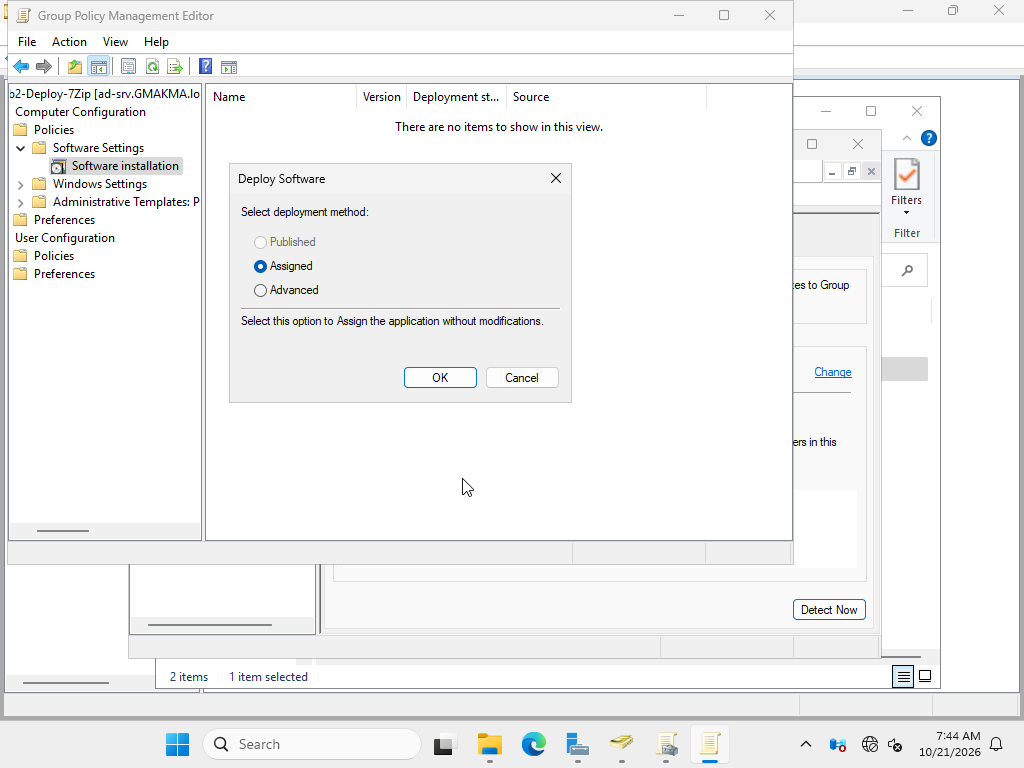 Group Policy Management Editor
File Action View Help
b2-Deploy-7Zip [ad-srv.GMAKMA.lo
Computer Configuration
Policies
Software Settings
Software installation
Windows Settings
Administrative Templates: P
Preferences
User Configuration
Policies
Preferences
Name Version Deployment st... Source
There are no items to show in this view.
Deploy Software
Select deployment method:
Published
Assigned
Advanced
Select this option to Assign the application without modifications.
OK Cancel
Filters
Filter
es to Group
Change
ers in this
Detect Now
2 items 1 item selected
Search
7:44 AM
10/21/2026